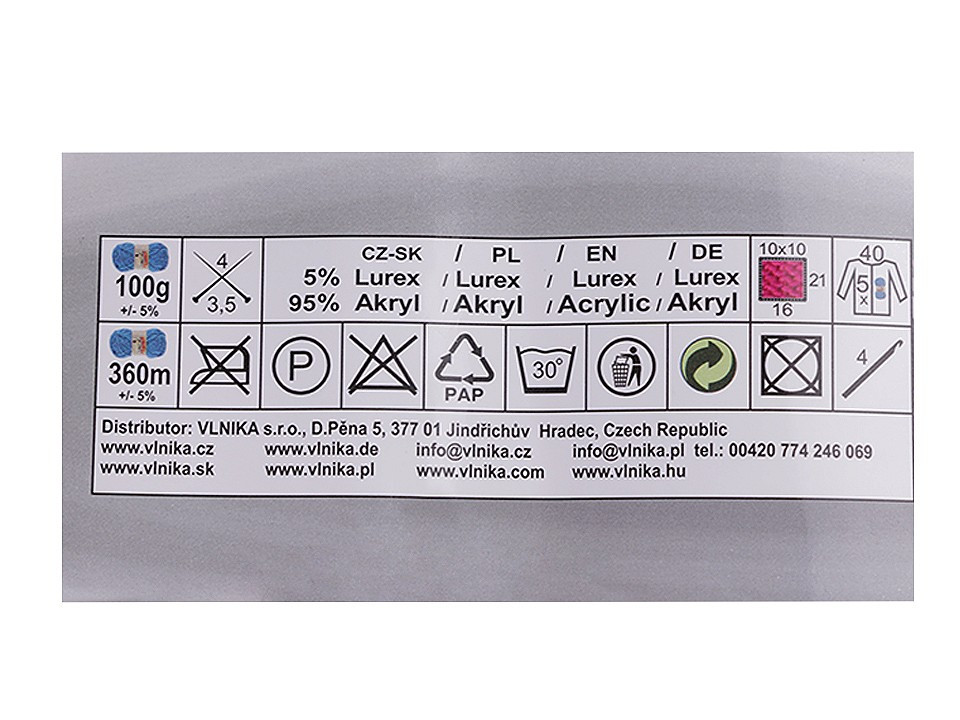 CZ-SK / PL / EN / DE
5% Lurex / Lurex / Lurex / Lurex
95% Akryl / Akryl / Acrylic / Akryl
100g
+/- 5%
4
3,5
10x10
21
16
40
5
x
360m
+/- 5%
P
PAP
30°
4
Distributor: VLNIKA s.r.o., D.Pěna 5, 377 01 Jindřichův Hradec, Czech Republic
www.vlnika.cz www.vlnika.de info@vlnika.cz info@vlnika.pl tel.: 00420 774 246 069
www.vlnika.sk www.vlnika.pl www.vlnika.com www.vlnika.hu